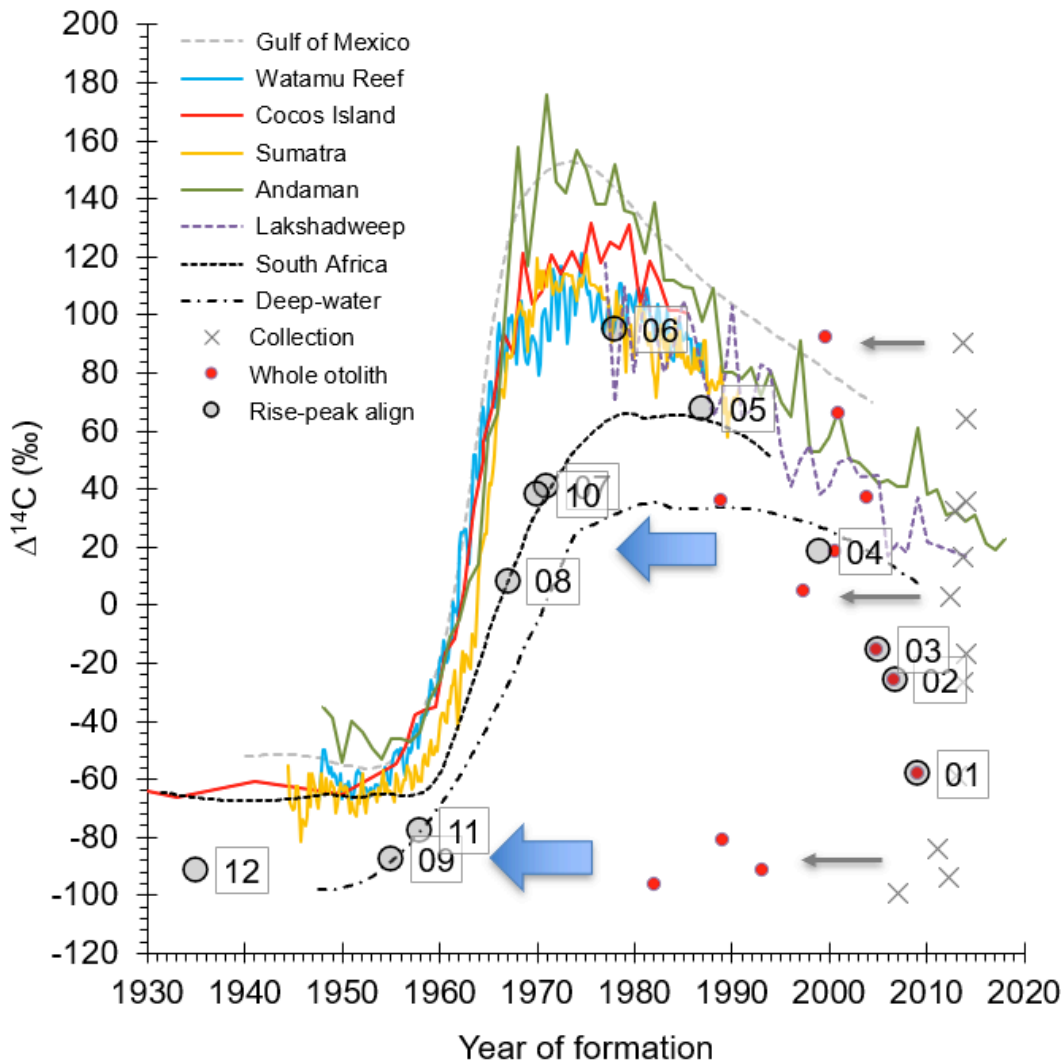 200
180
160
140
120
100
80
60
40
20
0
-20
-40
-60
-80
-100
-120
Δ¹⁴C (‰)
Gulf of Mexico
Watamu Reef
Cocos Island
Sumatra
Andaman
Lakshadweep
South Africa
Deep-water
Collection
Whole otolith
Rise-peak align
06
05
07
10
08
04
03
02
01
11
09
12
1930 1940 1950 1960 1970 1980 1990 2000 2010 2020
Year of formation